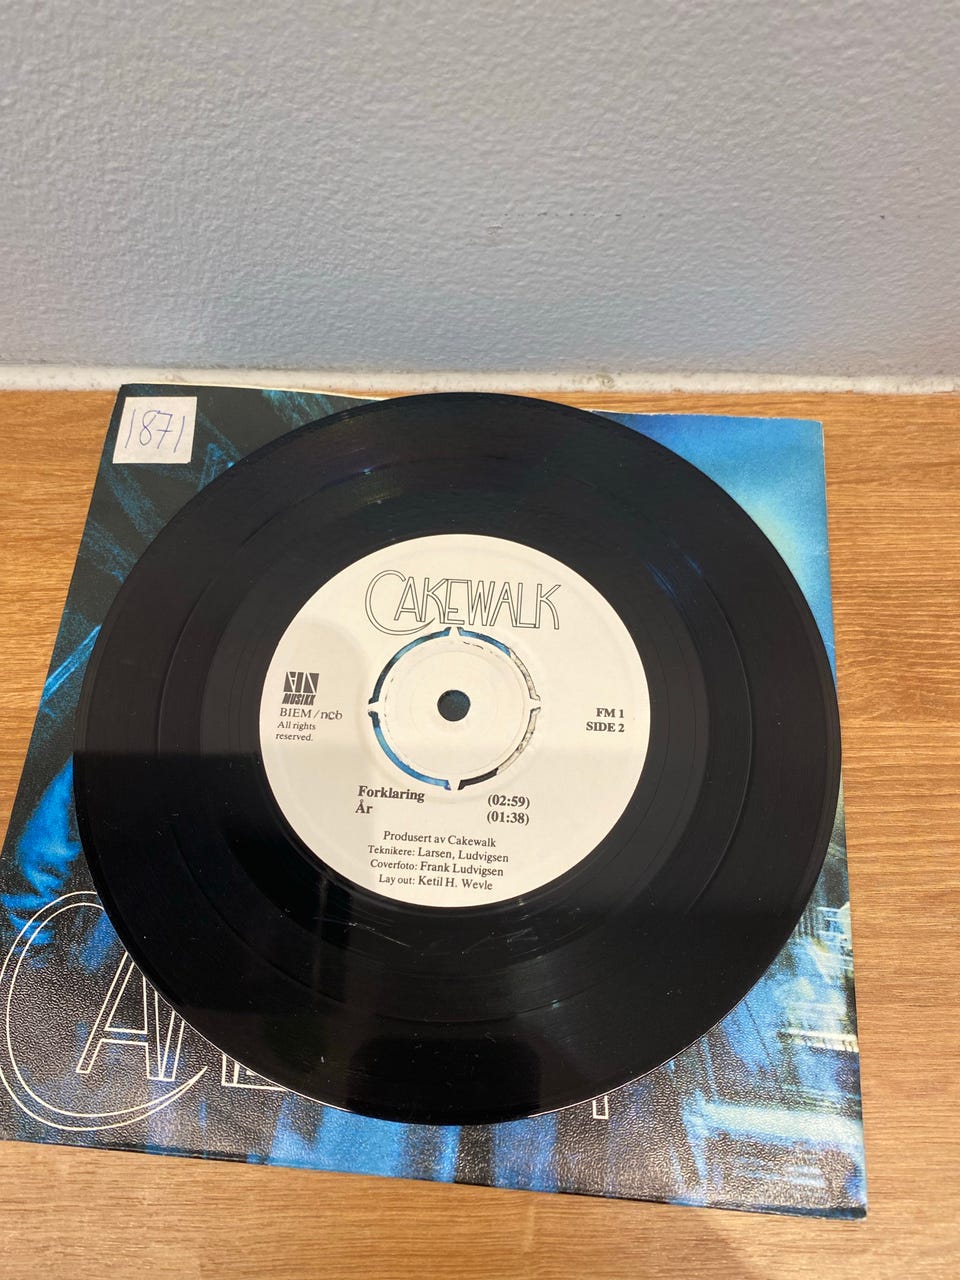 1871
CAKEWALK
FIN
MUSIKK
BIEM/ncb
All rights
reserved.
FM 1
SIDE 2
Forklaring (02:59)
År (01:38)
Produsert av Cakewalk
Teknikere: Larsen, Ludvigsen
Coverfoto: Frank Ludvigsen
Lay out: Ketil H. Wevle